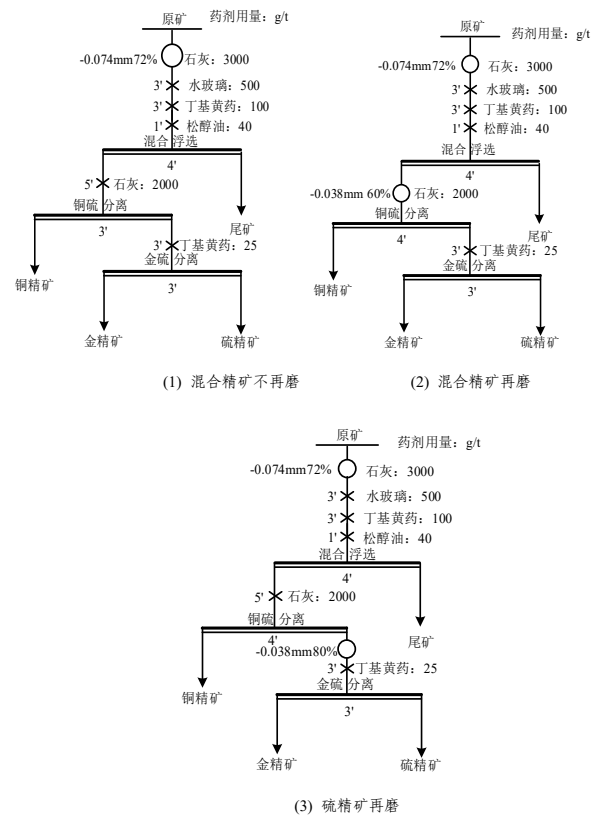 原矿
药剂用量：g/t
-0.074mm72%
石灰：3000
3' 水玻璃：500
3' 丁基黄药：100
1' 松醇油：40
混合 浮选
4'
5' 石灰：2000
铜硫 分离
3'
尾矿
3' 丁基黄药：25
金硫 分离
3'
铜精矿
金精矿
硫精矿
(1) 混合精矿不再磨
原矿
药剂用量：g/t
-0.074mm72%
石灰：3000
3' 水玻璃：500
3' 丁基黄药：100
1' 松醇油：40
混合 浮选
4'
-0.038mm 60% 石灰：2000
铜硫 分离
4'
尾矿
3' 丁基黄药：25
金硫 分离
3'
铜精矿
金精矿
硫精矿
(2) 混合精矿再磨
原矿
药剂用量：g/t
-0.074mm72%
石灰：3000
3' 水玻璃：500
3' 丁基黄药：100
1' 松醇油：40
混合 浮选
4'
5' 石灰：2000
铜硫 分离
4'
尾矿
-0.038mm80%
3' 丁基黄药：25
金硫 分离
3'
铜精矿
金精矿
硫精矿
(3) 硫精矿再磨